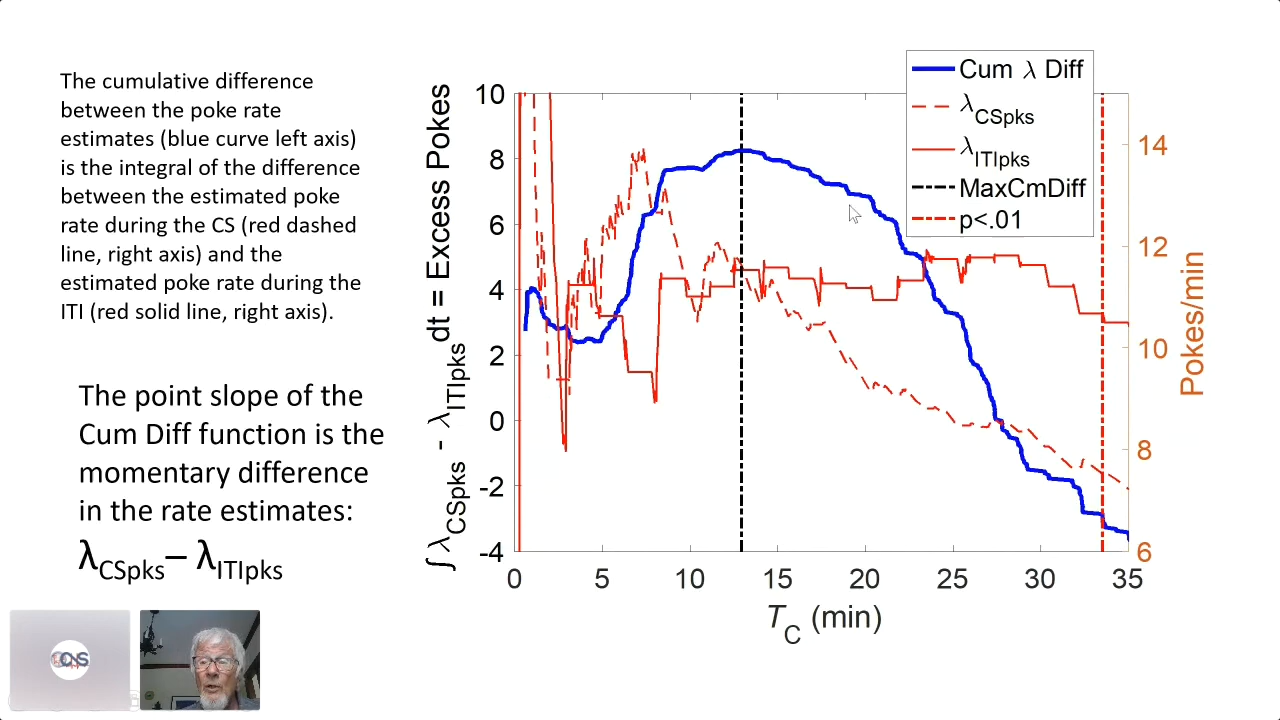 The cumulative difference
between the poke rate
estimates (blue curve left axis)
is the integral of the difference
between the estimated poke
rate during the CS (red dashed
line, right axis) and the
estimated poke rate during the
ITI (red solid line, right axis).
The point slope of the
Cum Diff function is the
momentary difference
in the rate estimates:
λCSpks– λITIpks
∫ λCSpks - λITIpks dt = Excess Pokes
10
8
6
4
2
0
-2
-4
Cum λ Diff
λCSpks
λITIpks
MaxCmDiff
p<.01
14
12
10
8
6
Pokes/min
0 5 10 15 20 25 30 35
TC (min)